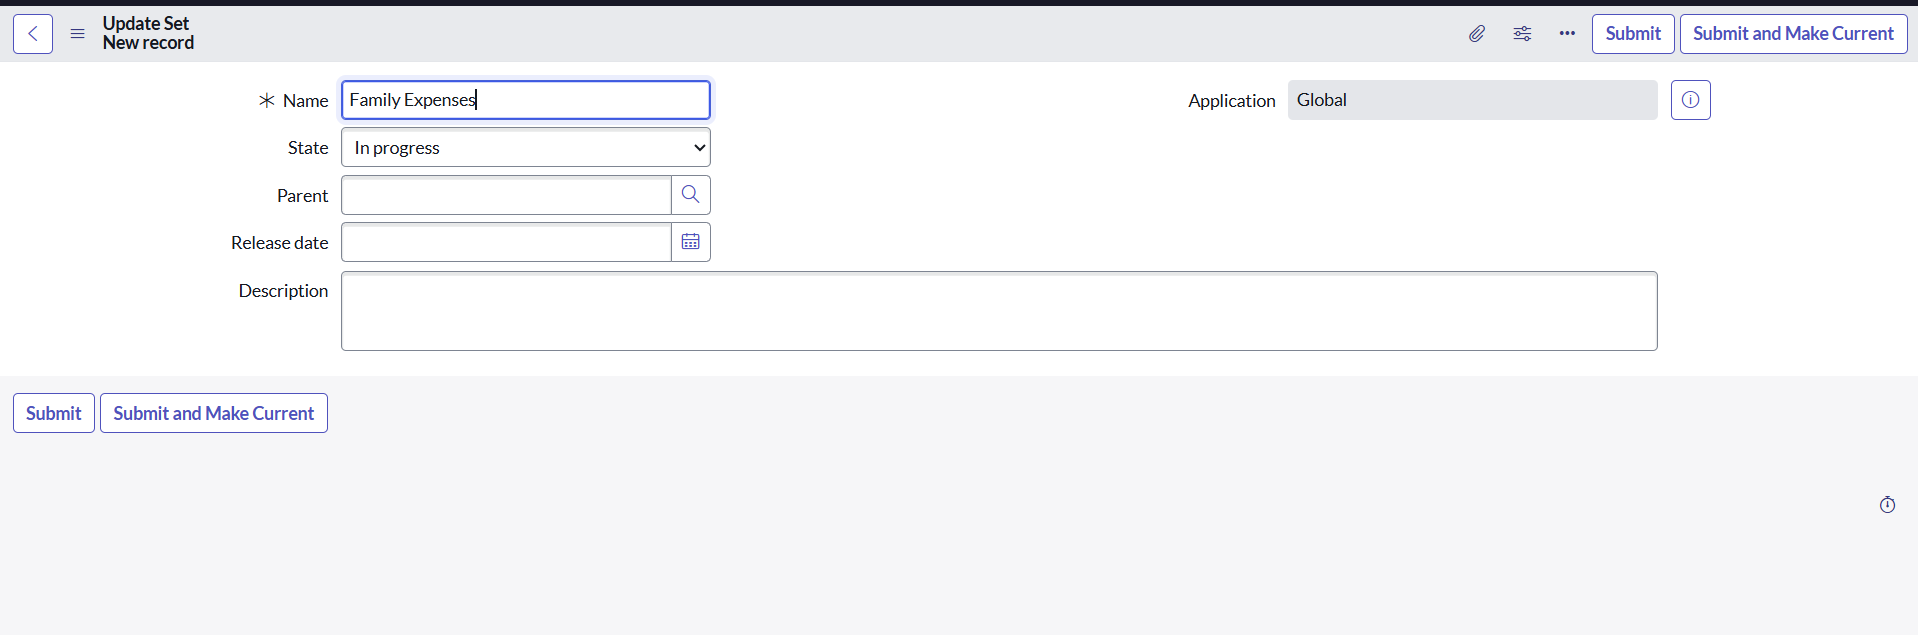 Update Set
New record
Submit
Submit and Make Current
Name
Family Expenses
Application
Global
State
In progress
Parent
Release date
Description
Submit
Submit and Make Current